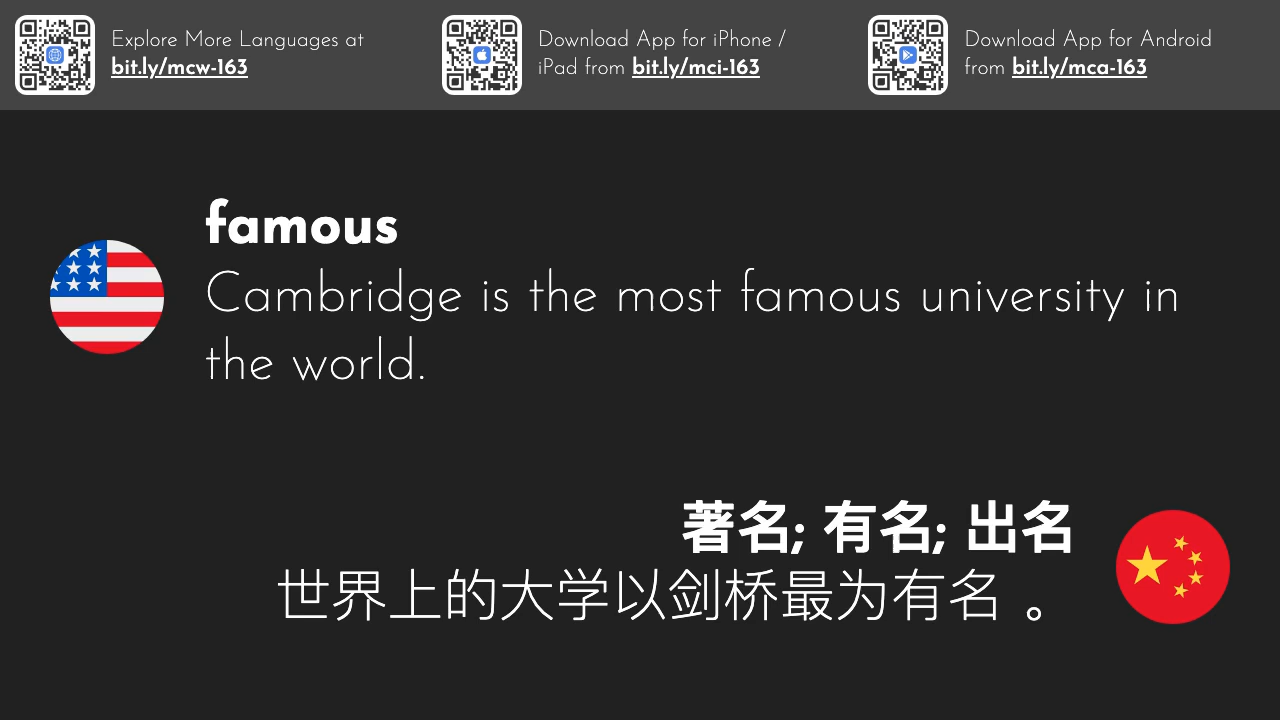 Explore More Languages at
bit.ly/mcw-163
Download App for iPhone /
iPad from bit.ly/mci-163
Download App for Android
from bit.ly/mca-163
famous
Cambridge is the most famous university in
the world.
著名; 有名; 出名
世界上的大学以剑桥最为有名 。